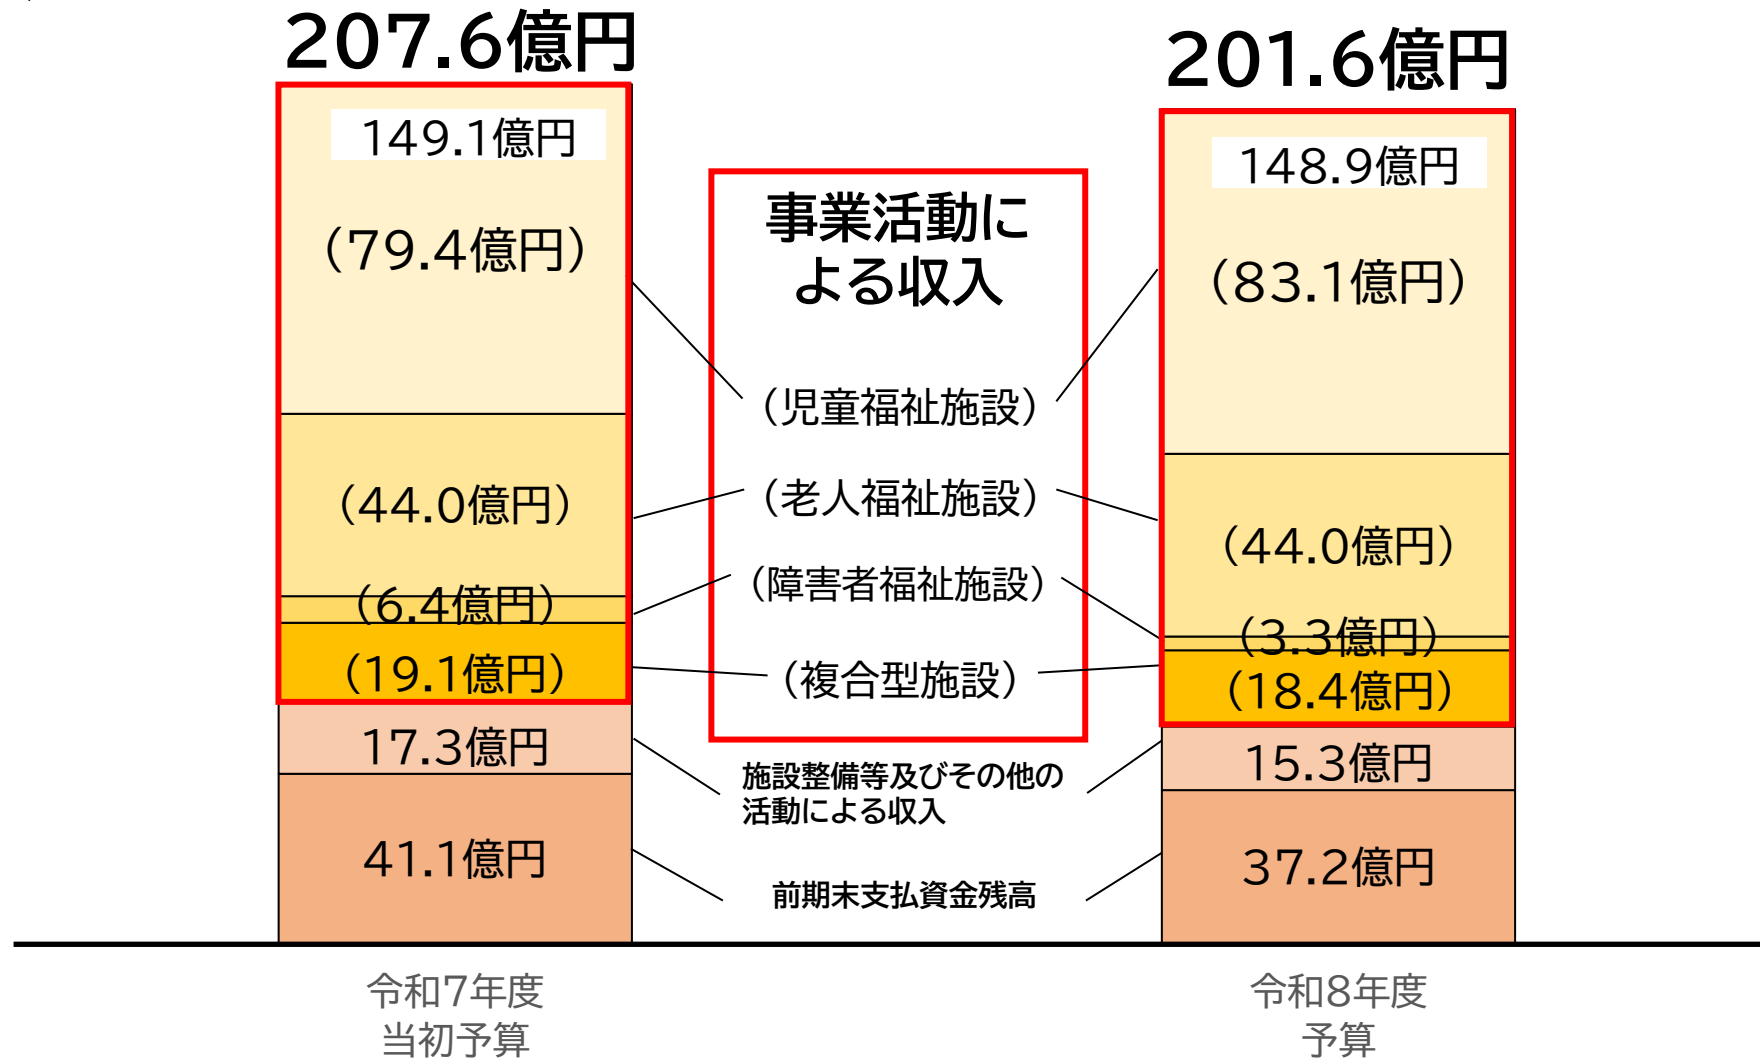 207.6億円
149.1億円
(79.4億円)
(44.0億円)
(6.4億円)
(19.1億円)
17.3億円
41.1億円
令和7年度
当初予算
事業活動に
よる収入
(児童福祉施設)
(老人福祉施設)
(障害者福祉施設)
(複合型施設)
施設整備等及びその他の
活動による収入
前期末支払資金残高
201.6億円
148.9億円
(83.1億円)
(44.0億円)
(3.3億円)
(18.4億円)
15.3億円
37.2億円
令和8年度
予算